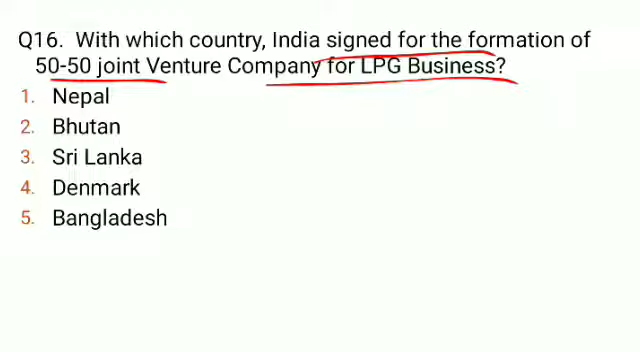 Q16. With which country, India signed for the formation of
50-50 joint Venture Company for LPG Business?
1. Nepal
2. Bhutan
3. Sri Lanka
4. Denmark
5. Bangladesh